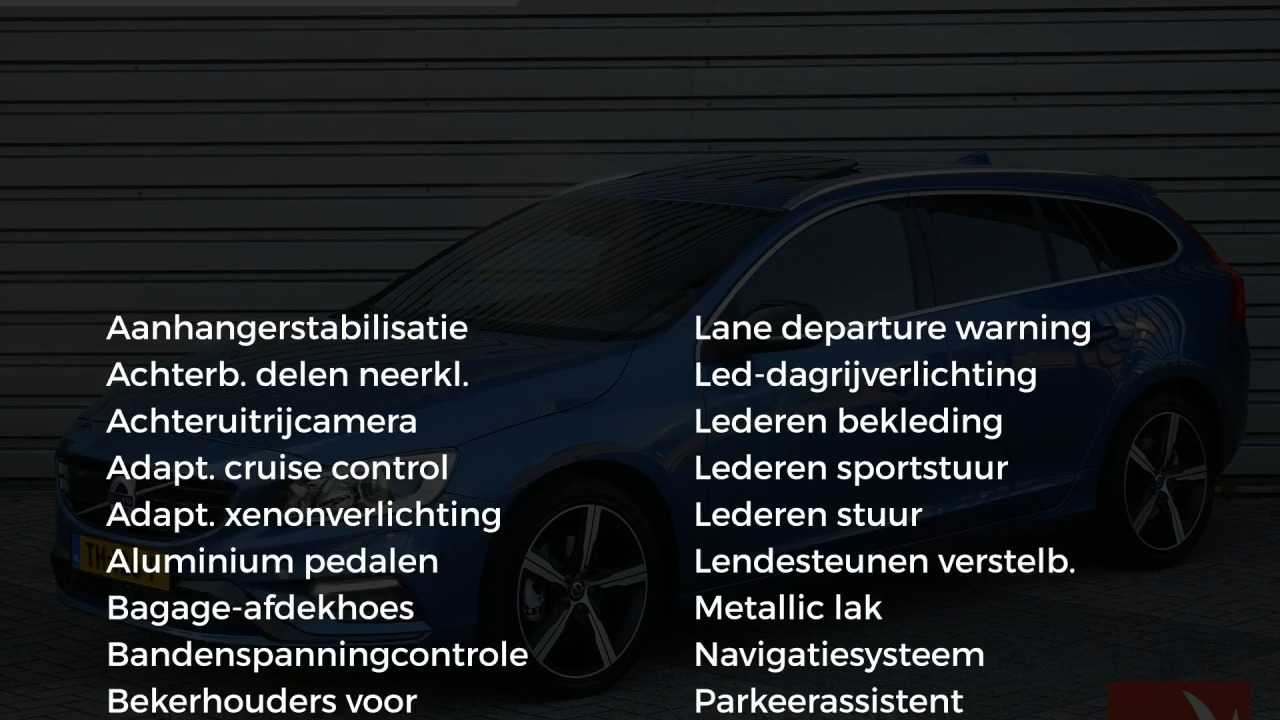 Aanhangerstabilisatie
Achterb. delen neerkl.
Achteruitrijcamera
Adapt. cruise control
Adapt. xenonverlichting
Aluminium pedalen
Bagage-afdekhoes
Bandenspanningcontrole
Bekerhouders voor
Lane departure warning
Led-dagrijverlichting
Lederen bekleding
Lederen sportstuur
Lederen stuur
Lendesteunen verstelb.
Metallic lak
Navigatiesysteem
Parkeerassistent